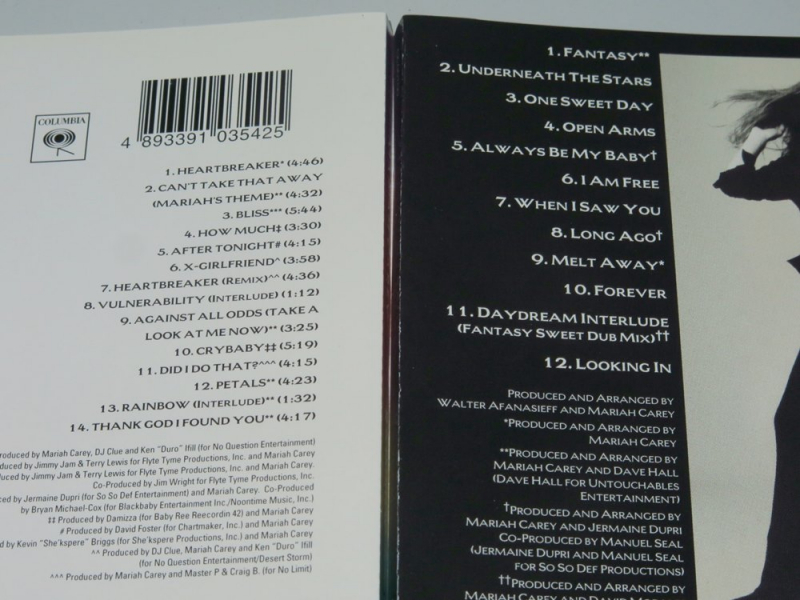 COLUMBIA
4 893391 035425
1. HEARTBREAKER* (4:46)
2. CAN'T TAKE THAT AWAY
(MARIAH'S THEME)** (4:32)
3. BLISS*** (5:44)
4. HOW MUCH‡ (3:30)
5. AFTER TONIGHT# (4:15)
6. X-GIRLFRIEND^ (3:58)
7. HEARTBREAKER (REMIX)^^ (4:36)
8. VULNERABILITY (INTERLUDE) (1:12)
9. AGAINST ALL ODDS (TAKE A
LOOK AT ME NOW)** (3:25)
10. CRYBABY‡‡ (5:19)
11. DID I DO THAT?^^^ (4:15)
12. PETALS** (4:23)
13. RAINBOW (INTERLUDE)** (1:32)
14. THANK GOD I FOUND YOU** (4:17)
by Mariah Carey, DJ Clue and Ken "Duro" Ifill (for No Question Entertainment)
by Jimmy Jam & Terry Lewis for Flyte Tyme Productions, Inc. and Mariah Carey
by Jimmy Jam & Terry Lewis for Flyte Tyme Productions, Inc. and Mariah Carey.
Co-Produced by Jim Wright for Flyte Tyme Productions, Inc.
by Jermaine Dupri (for So So Def Entertainment) and Mariah Carey. Co-Produced
by Bryan Michael-Cox (for Blackbaby Entertainment Inc./Noontime Music, Inc.)
‡‡ Produced by Damizza (for Baby Ree Reecordin 42) and Mariah Carey
# Produced by David Foster (for Chartmaker, Inc.) and Mariah Carey
by Kevin "She'kspere" Briggs (for She'kspere Productions, Inc.) and Mariah Carey
^^ Produced by DJ Clue, Mariah Carey and Ken "Duro" Ifill
(for No Question Entertainment/Desert Storm)
^^^ Produced by Mariah Carey and Master P & Craig B. (for No Limit)
1. FANTASY**
2. UNDERNEATH THE STARS
3. ONE SWEET DAY
4. OPEN ARMS
5. ALWAYS BE MY BABY†
6. I AM FREE
7. WHEN I SAW YOU
8. LONG AGO†
9. MELT AWAY*
10. FOREVER
11. DAYDREAM INTERLUDE
(FANTASY SWEET DUB MIX)††
12. LOOKING IN
PRODUCED AND ARRANGED BY
WALTER AFANASIEFF AND MARIAH CAREY
*PRODUCED AND ARRANGED BY
MARIAH CAREY
**PRODUCED AND ARRANGED BY
MARIAH CAREY AND DAVE HALL
(DAVE HALL FOR UNTOUCHABLES
ENTERTAINMENT)
†PRODUCED AND ARRANGED BY
MARIAH CAREY AND JERMAINE DUPRI
CO-PRODUCED BY MANUEL SEAL
(JERMAINE DUPRI AND MANUEL SEAL
FOR SO SO DEF PRODUCTIONS)
††PRODUCED AND ARRANGED BY
MARIAH CAREY AND DAVID